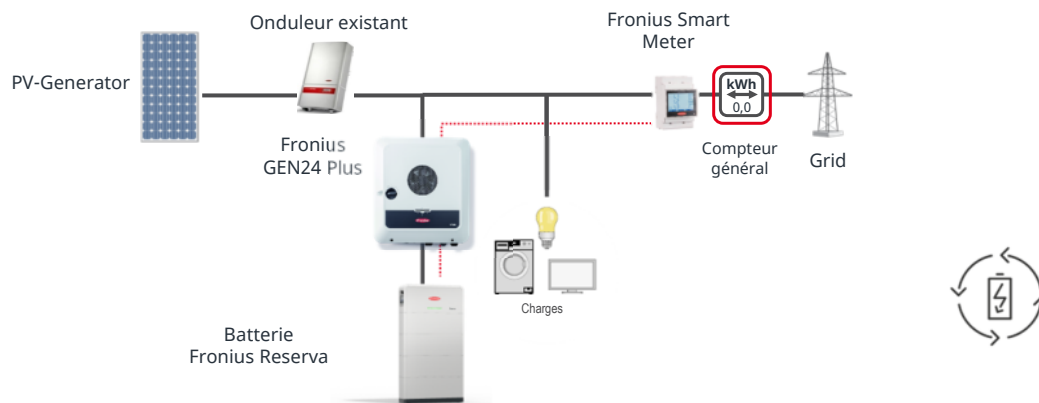 Onduleur existant
Fronius Smart
Meter
PV-Generator
kWh
0,0
Fronius
GEN24 Plus
Compteur
général
Grid
Charges
Batterie
Fronius Reserva